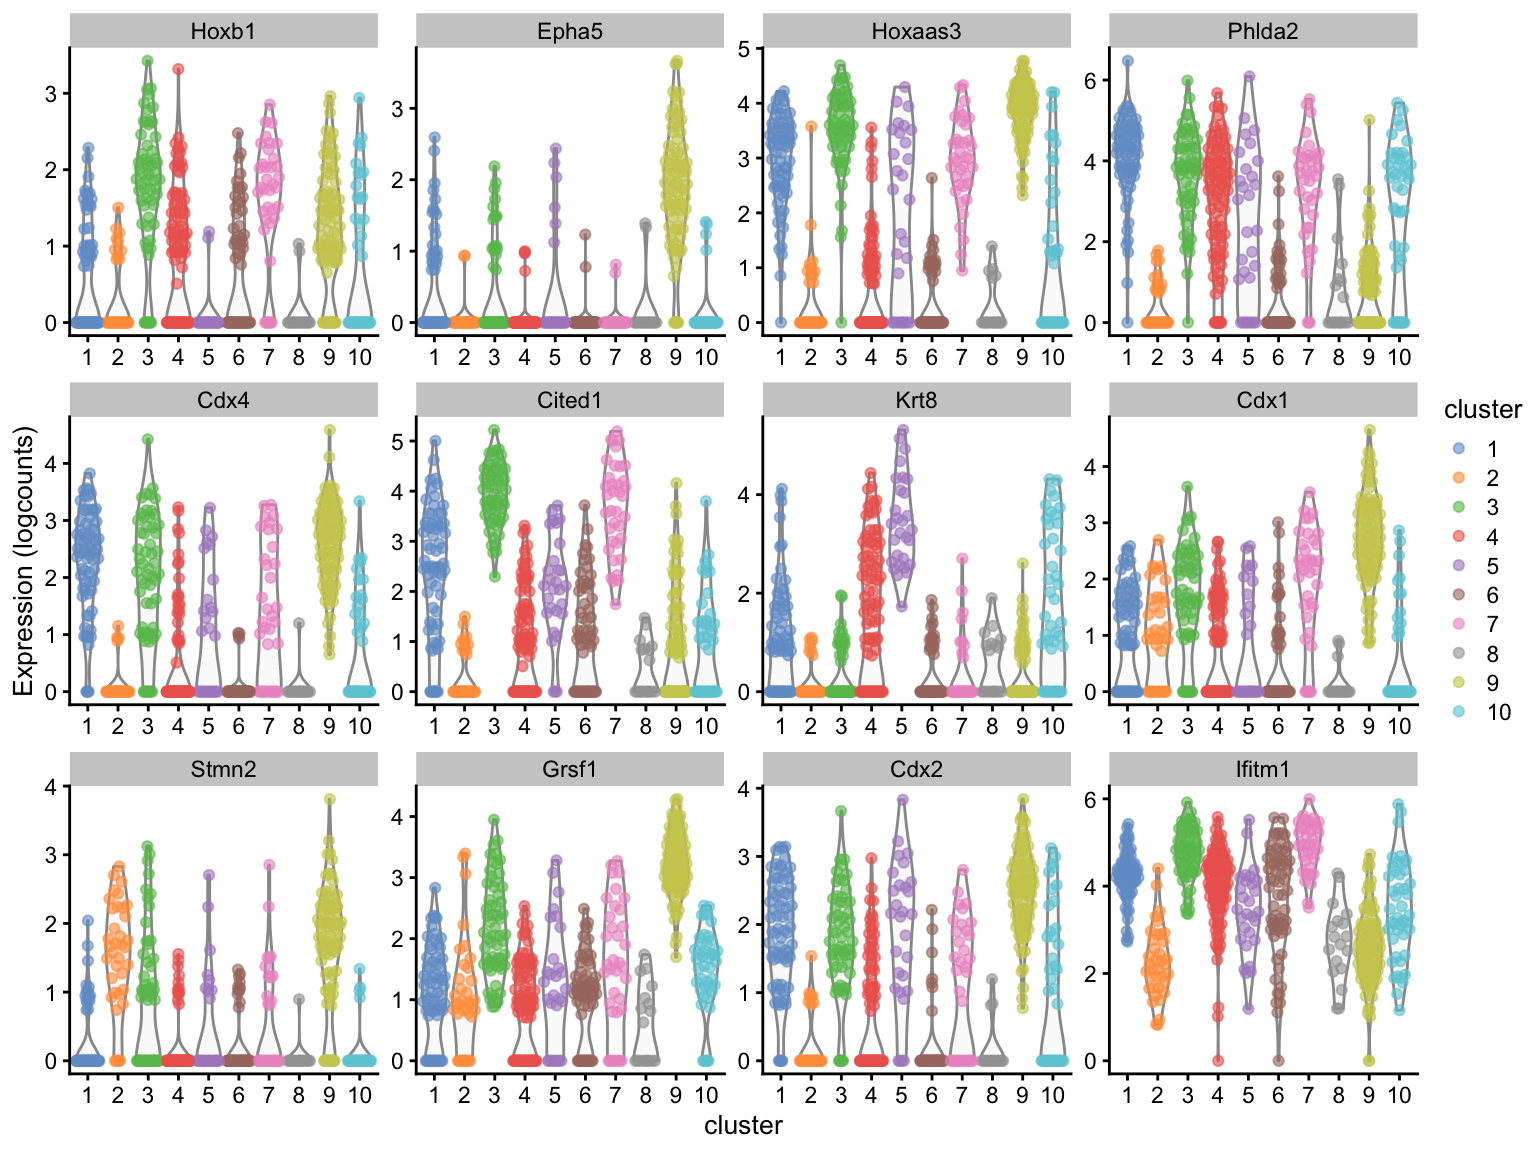 Hoxb1 Epha5 Hoxaas3 Phlda2
3 2 1 0
3 2 1 0
5 4 3 2 1 0
6 4 2 0
1 2 3 4 5 6 7 8 9 10 1 2 3 4 5 6 7 8 9 10 1 2 3 4 5 6 7 8 9 10 1 2 3 4 5 6 7 8 9 10
Expression (logcounts)
Cdx4 Cited1 Krt8 Cdx1
4 3 2 1 0
5 4 3 2 1 0
4 2 0
4 3 2 1 0
1 2 3 4 5 6 7 8 9 10 1 2 3 4 5 6 7 8 9 10 1 2 3 4 5 6 7 8 9 10 1 2 3 4 5 6 7 8 9 10
Stmn2 Grsf1 Cdx2 Ifitm1
4 3 2 1 0
4 3 2 1 0
4 3 2 1 0
6 4 2 0
1 2 3 4 5 6 7 8 9 10 1 2 3 4 5 6 7 8 9 10 1 2 3 4 5 6 7 8 9 10 1 2 3 4 5 6 7 8 9 10
cluster
cluster
1
2
3
4
5
6
7
8
9
10